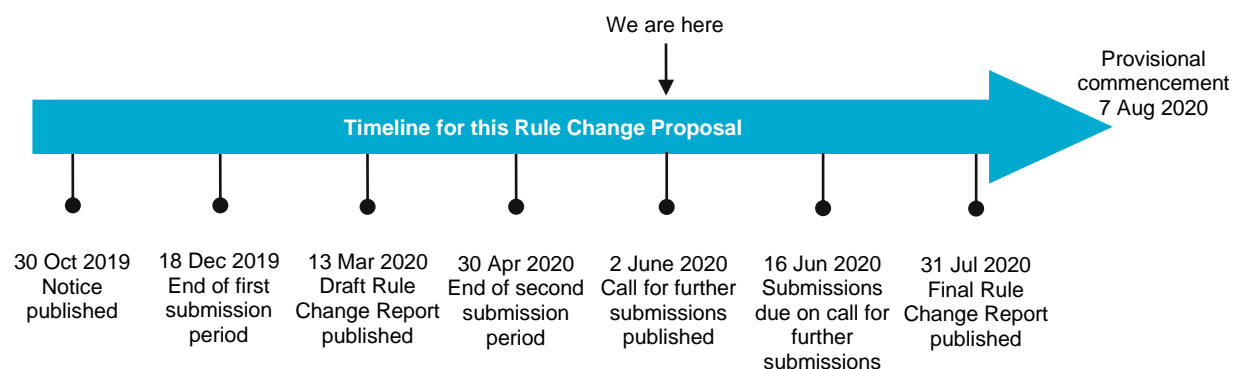 We are here
Provisional
commencement
7 Aug 2020
Timeline for this Rule Change Proposal
30 Oct 2019
Notice
published
18 Dec 2019
End of first
submission
period
13 Mar 2020
Draft Rule
Change Report
published
30 Apr 2020
End of second
submission
period
2 June 2020
Call for further
submissions
published
16 Jun 2020
Submissions
due on call for
further
submissions
31 Jul 2020
Final Rule
Change Report
published